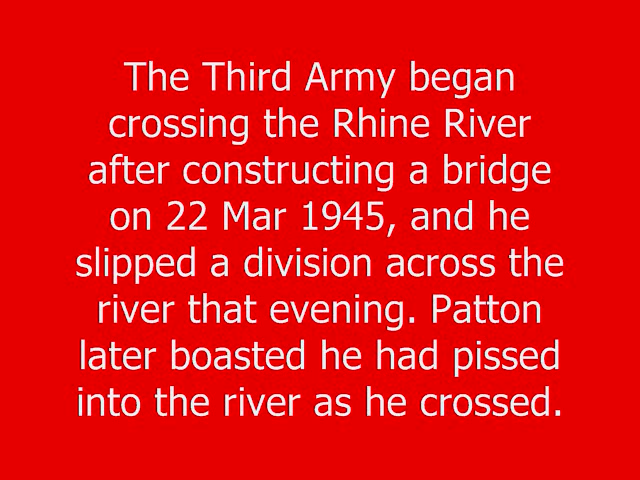 The Third Army began
crossing the Rhine River
after constructing a bridge
on 22 Mar 1945, and he
slipped a division across the
river that evening. Patton
later boasted he had pissed
into the river as he crossed.